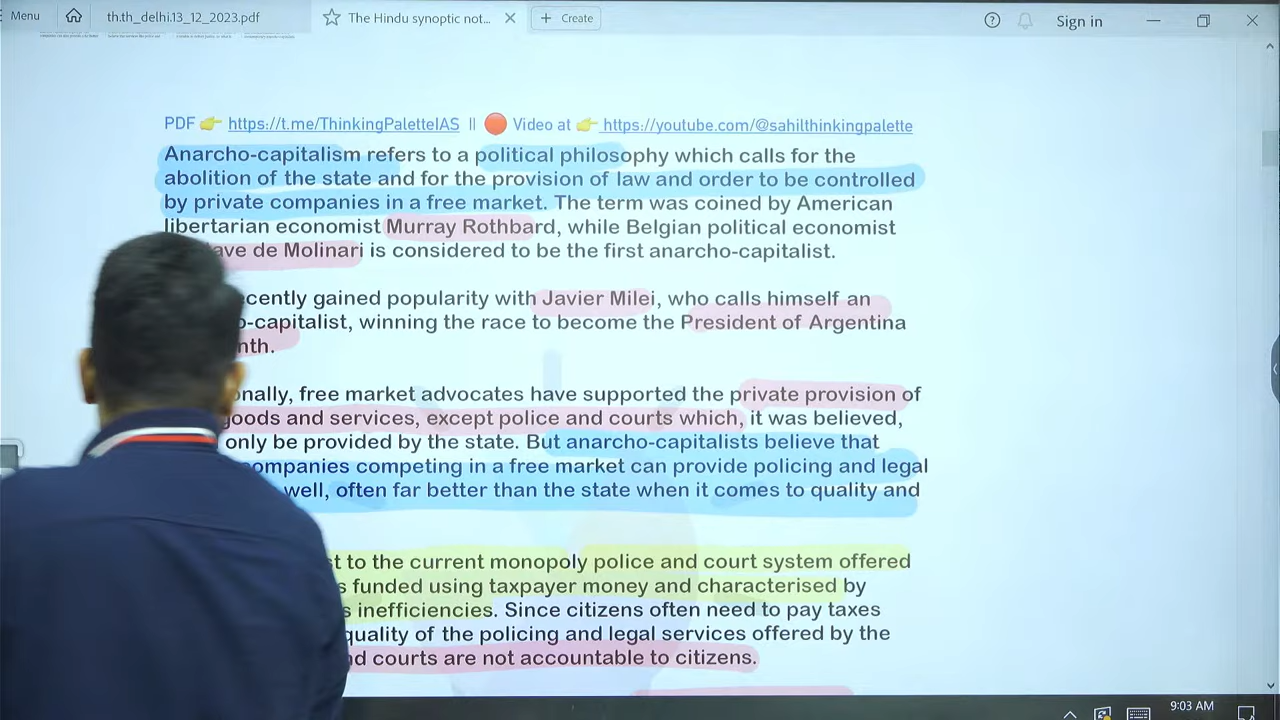 Menu th.th_delhi.13_12_2023.pdf The Hindu synoptic not... + Create Sign in
PDF 👉 https://t.me/ThinkingPaletteIAS || 🔴 Video at 👉 https://youtube.com/@sahilthinkingpalette
Anarcho-capitalism refers to a political philosophy which calls for the
abolition of the state and for the provision of law and order to be controlled
by private companies in a free market. The term was coined by American
libertarian economist Murray Rothbard, while Belgian political economist
ave de Molinari is considered to be the first anarcho-capitalist.
ecently gained popularity with Javier Milei, who calls himself an
o-capitalist, winning the race to become the President of Argentina
nth.
onally, free market advocates have supported the private provision of
goods and services, except police and courts which, it was believed,
only be provided by the state. But anarcho-capitalists believe that
companies competing in a free market can provide policing and legal
well, often far better than the state when it comes to quality and
t to the current monopoly police and court system offered
s funded using taxpayer money and characterised by
s inefficiencies. Since citizens often need to pay taxes
quality of the policing and legal services offered by the
nd courts are not accountable to citizens.
9:03 AM